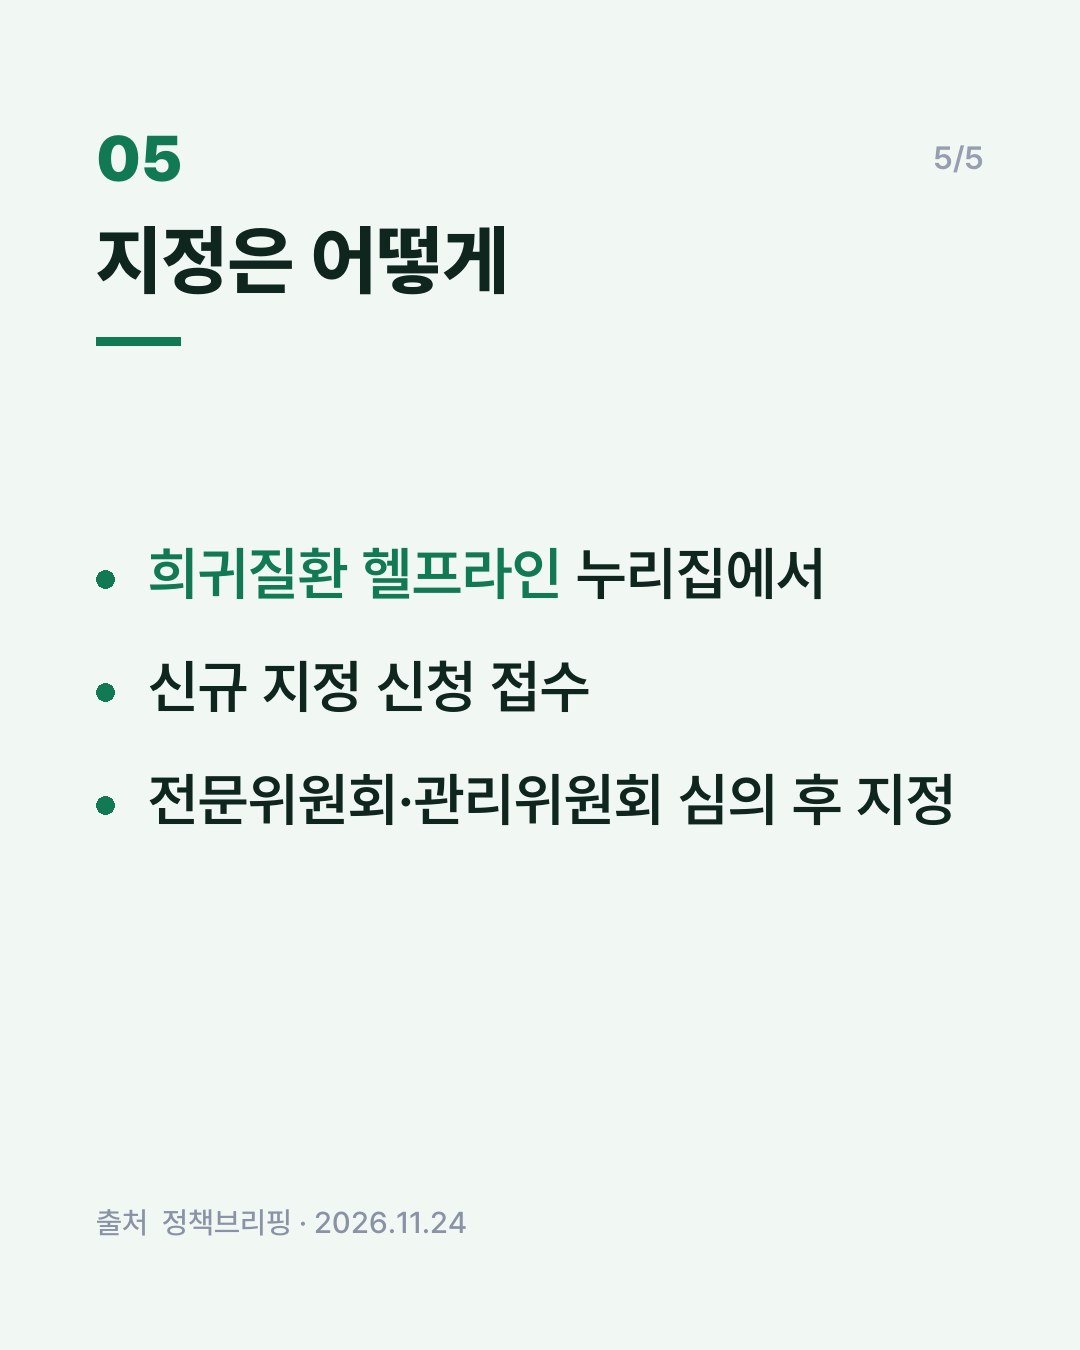 05
5/5
지정은 어떻게
• 희귀질환 헬프라인 누리집에서
• 신규 지정 신청 접수
• 전문위원회·관리위원회 심의 후 지정
출처 정책브리핑 · 2026.11.24